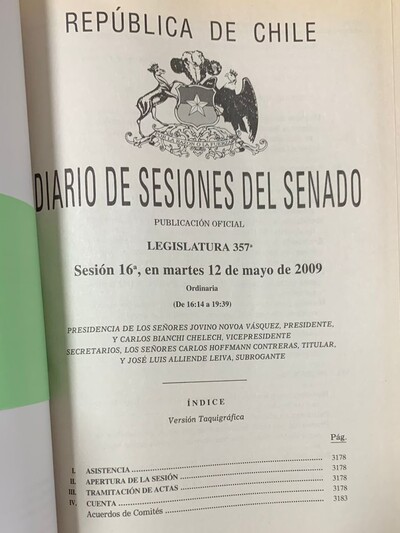 REPÚBLICA DE CHILE
DIARIO DE SESIONES DEL SENADO
PUBLICACIÓN OFICIAL
LEGISLATURA 357ª
Sesión 16ª, en martes 12 de mayo de 2009
Ordinaria
(De 16:14 a 19:39)
PRESIDENCIA DE LOS SEÑORES JOVINO NOVOA VÁSQUEZ, PRESIDENTE,
Y CARLOS BIANCHI CHELECH, VICEPRESIDENTE
SECRETARIOS, LOS SEÑORES CARLOS HOFFMANN CONTRERAS, TITULAR,
Y JOSÉ LUIS ALLIENDE LEIVA, SUBROGANTE
ÍNDICE
Versión Taquigráfica
Pág.
I. ASISTENCIA 3178
II. APERTURA DE LA SESIÓN 3178
III. TRAMITACIÓN DE ACTAS 3178
IV. CUENTA 3178
Acuerdos de Comités 3183